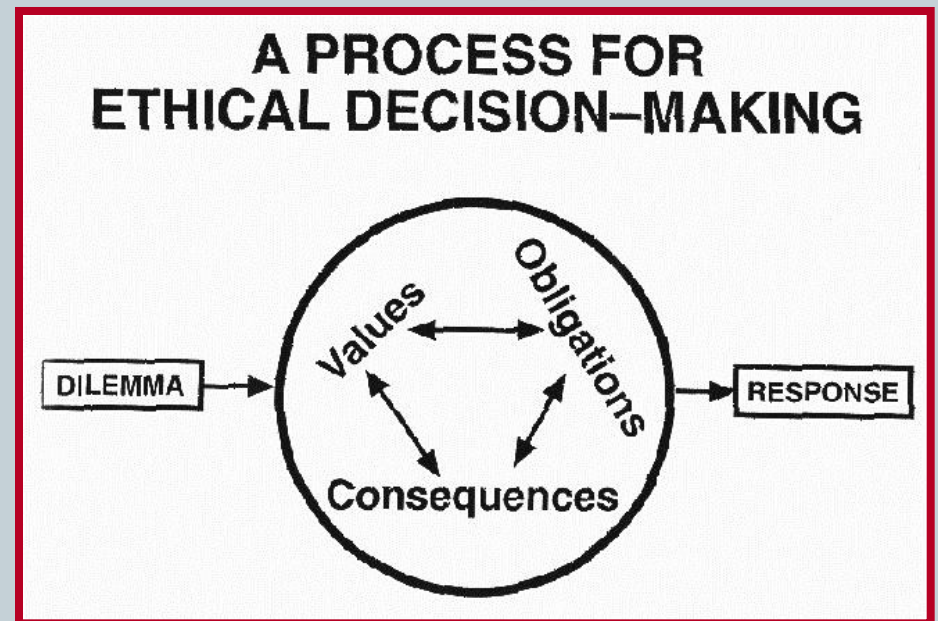 A PROCESS FOR
ETHICAL DECISION–MAKING
Values
Obligations
DILEMMA
RESPONSE
Consequences